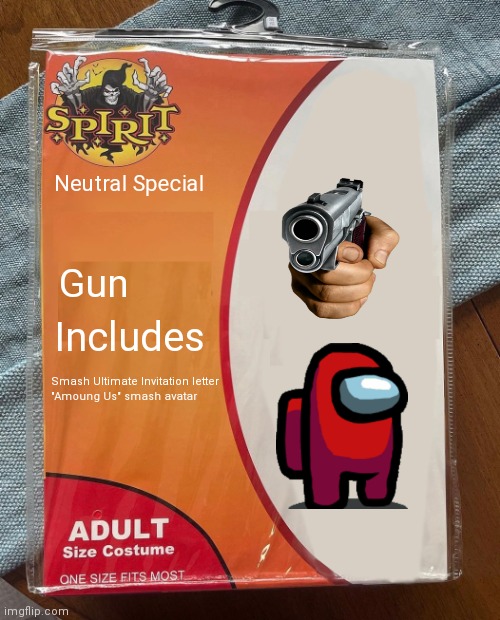 SPIRIT
Neutral Special
Gun
Includes
Smash Ultimate Invitation letter
"Amoung Us" smash avatar
ADULT
Size Costume
ONE SIZE FITS MOST
imgflip.com